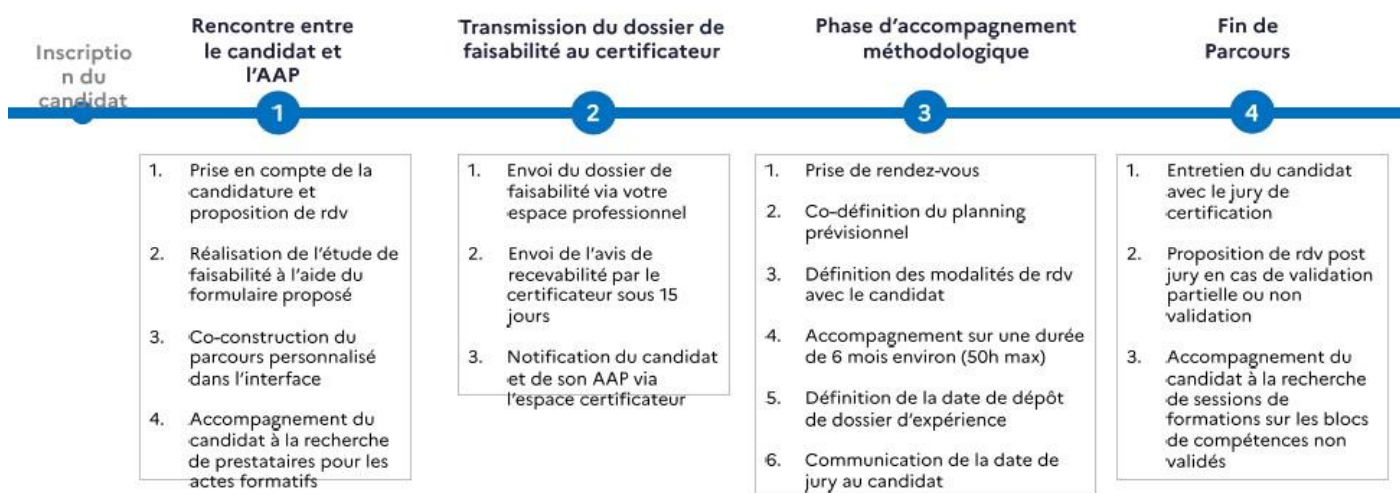 Inscriptio
n du
candidat
Rencontre entre
le candidat et
l'AAP
1
1. Prise en compte de la
candidature et
proposition de rdv
2. Réalisation de l'étude de
faisabilité à l'aide du
formulaire proposé
3. Co-construction du
parcours personnalisé
dans l'interface
4. Accompagnement du
candidat à la recherche
de prestataires pour les
actes formatifs
Transmission du dossier de
faisabilité au certificateur
2
1. Envoi du dossier de
faisabilité via votre
espace professionnel
2. Envoi de l'avis de
recevabilité par le
certificateur sous 15
jours
3. Notification du candidat
et de son AAP via
l'espace certificateur
Phase d'accompagnement
méthodologique
3
1. Prise de rendez-vous
2. Co-définition du planning
prévisionnel
3. Définition des modalités de rdv
avec le candidat
4. Accompagnement sur une durée
de 6 mois environ (50h max)
5. Définition de la date de dépôt
de dossier d'expérience
6. Communication de la date de
jury au candidat
Fin de
Parcours
4
1. Entretien du candidat
avec le jury de
certification
2. Proposition de rdv post
jury en cas de validation
partielle ou non
validation
3. Accompagnement du
candidat à la recherche
de sessions de
formations sur les blocs
de compétences non
validés